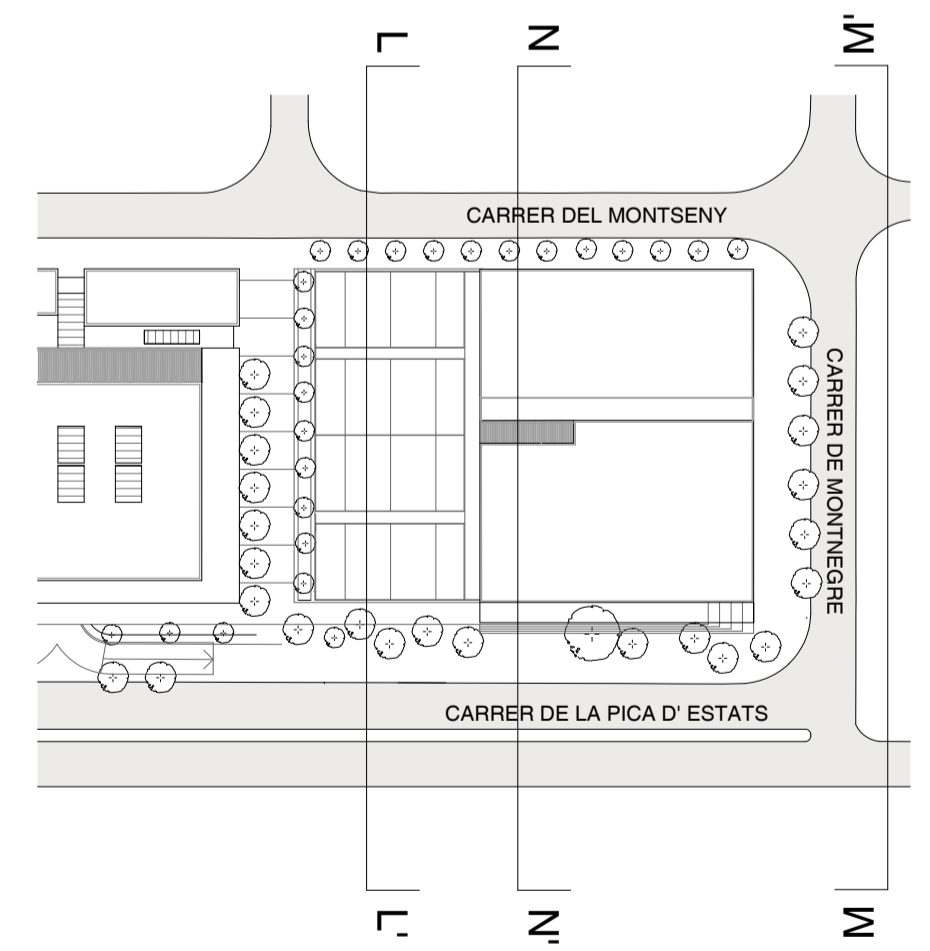 L
N
M'
CARRER DEL MONTSENY
CARRER DE MONTNEGRE
CARRER DE LA PICA D' ESTATS
L'
N'
M